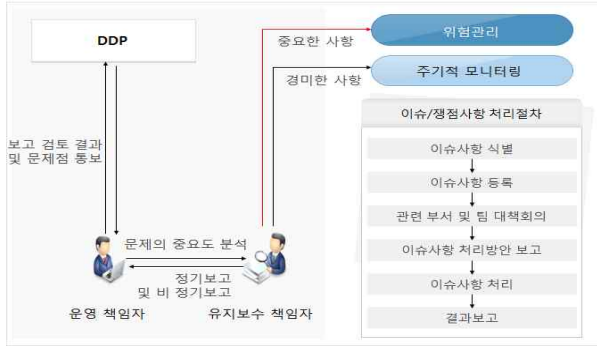 DDP
중요한 사항
위험관리
경미한 사항
주기적 모니터링
보고 검토 결과
및 문제점 통보
이슈/쟁점사항 처리절차
이슈사항 식별
이슈사항 등록
관련 부서 및 팀 대책회의
이슈사항 처리방안 보고
이슈사항 처리
결과보고
문제의 중요도 분석
정기보고
및 비 정기보고
운영 책임자
유지보수 책임자